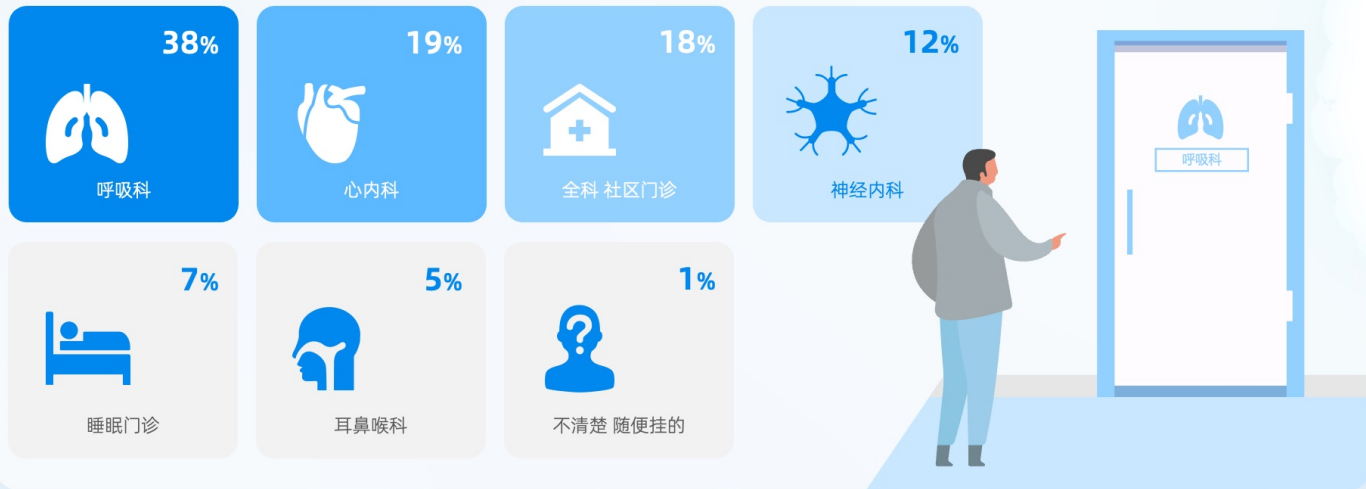 38%
呼吸科
19%
心内科
18%
全科 社区门诊
12%
神经内科
呼吸科
7%
睡眠门诊
5%
耳鼻喉科
1%
?
不清楚 随便挂的